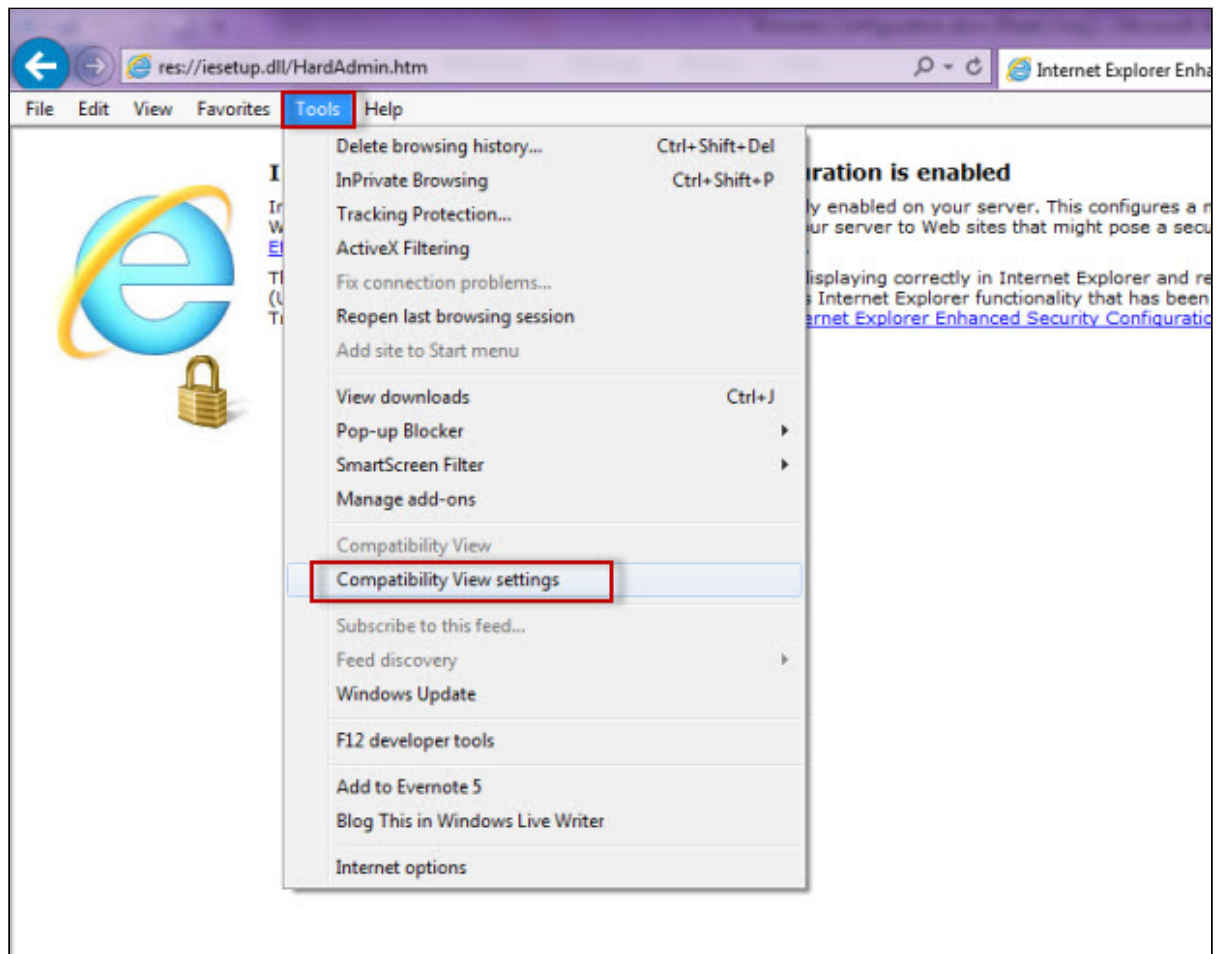 res://iesetup.dll/HardAdmin.htm
Internet Explorer Enha
File Edit View Favorites Tools Help
Delete browsing history... Ctrl+Shift+Del
InPrivate Browsing Ctrl+Shift+P
Tracking Protection...
ActiveX Filtering
Fix connection problems...
Reopen last browsing session
Add site to Start menu
View downloads Ctrl+J
Pop-up Blocker
SmartScreen Filter
Manage add-ons
Compatibility View
Compatibility View settings
Subscribe to this feed...
Feed discovery
Windows Update
F12 developer tools
Add to Evernote 5
Blog This in Windows Live Writer
Internet options
I
ration is enabled
ly enabled on your server. This configures a
ur server to Web sites that might pose a secu
isplaying correctly in Internet Explorer and re
Internet Explorer functionality that has been
ernet Explorer Enhanced Security Configuratio